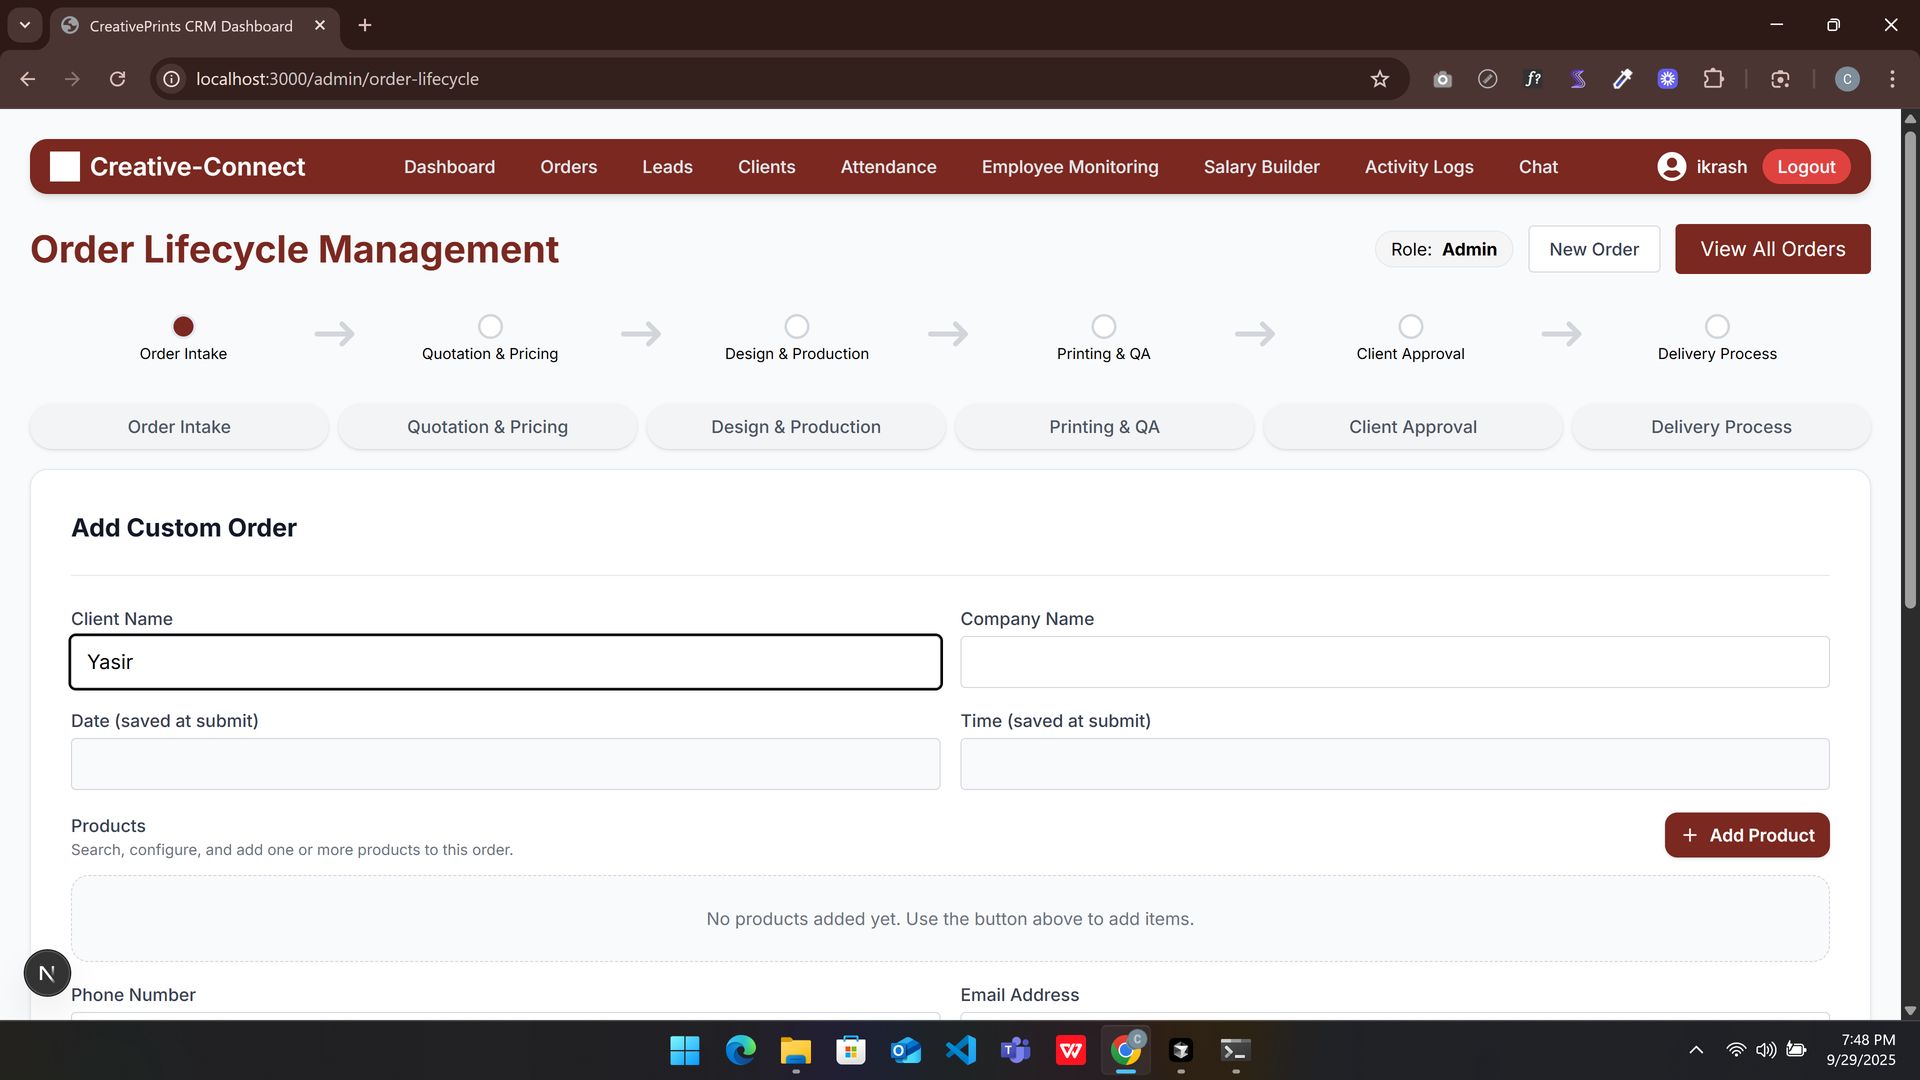 CreativePrints CRM Dashboard
localhost:3000/admin/order-lifecycle
f?
C
Creative-Connect
Dashboard
Orders
Leads
Clients
Attendance
Employee Monitoring
Salary Builder
Activity Logs
Chat
ikrash
Logout
Order Lifecycle Management
Role: Admin
New Order
View All Orders
Order Intake
Quotation & Pricing
Design & Production
Printing & QA
Client Approval
Delivery Process
Order Intake
Quotation & Pricing
Design & Production
Printing & QA
Client Approval
Delivery Process
Add Custom Order
Client Name
Company Name
Yasir
Date (saved at submit)
Time (saved at submit)
Products
Search, configure, and add one or more products to this order.
+ Add Product
No products added yet. Use the button above to add items.
N
Phone Number
Email Address
C
7:48 PM
9/29/2025